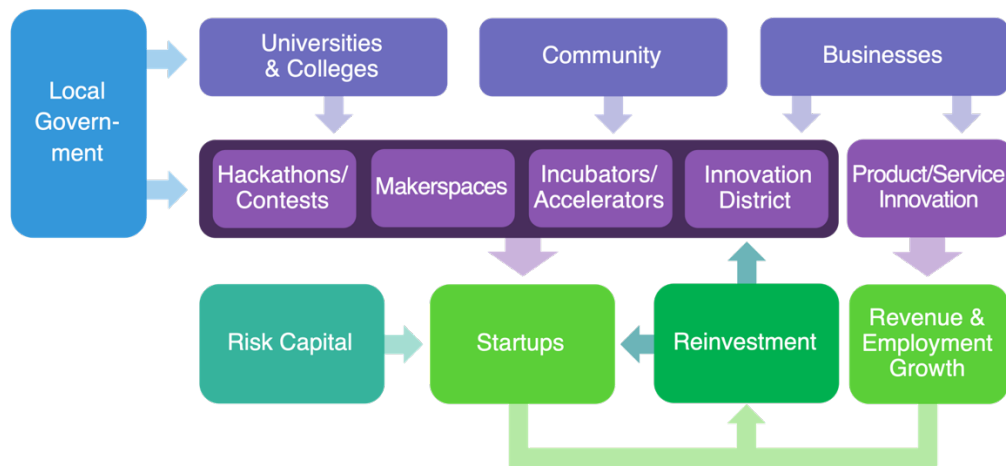 Universities
& Colleges
Community
Businesses
Local
Govern-
ment
Hackathons/
Contests
Makerspaces
Incubators/
Accelerators
Innovation
District
Product/Service
Innovation
Risk Capital
Startups
Reinvestment
Revenue &
Employment
Growth